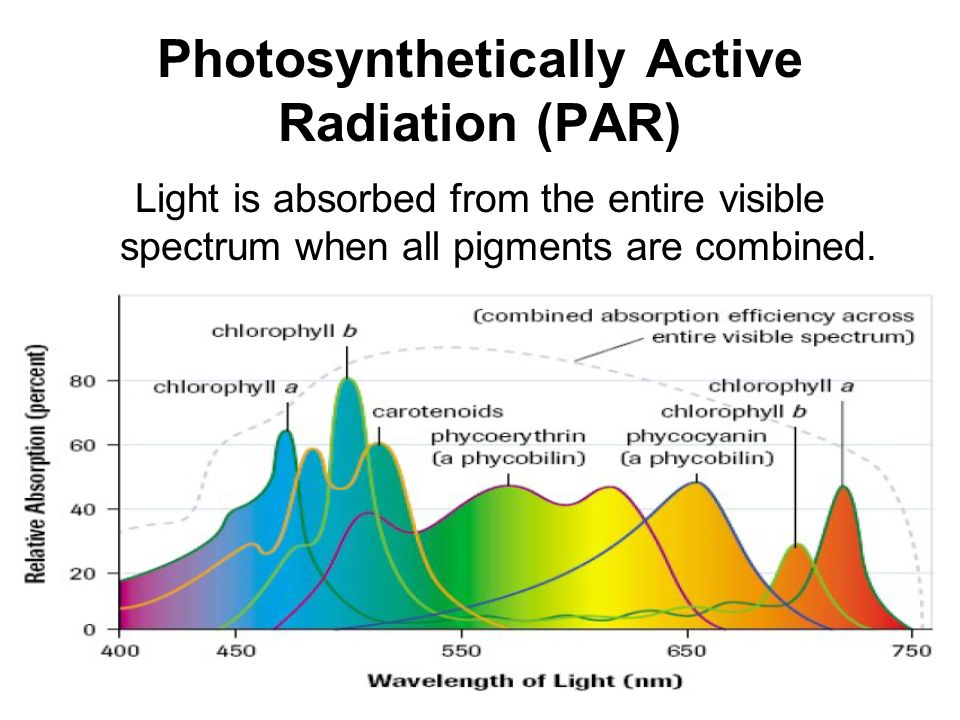 Photosynthetically Active
Radiation (PAR)
Light is absorbed from the entire visible
spectrum when all pigments are combined.
(combined absorption efficiency across
entire visible spectrum)
chlorophyll b
chlorophyll a
carotenoids
phycoerythrin
(a phycobilin)
phycocyanin
(a phycobilin)
chlorophyll b
chlorophyll a
Relative Absorption (percent)
80
60
40
20
0
400 450 550 650 750
Wavelength of Light (nm)